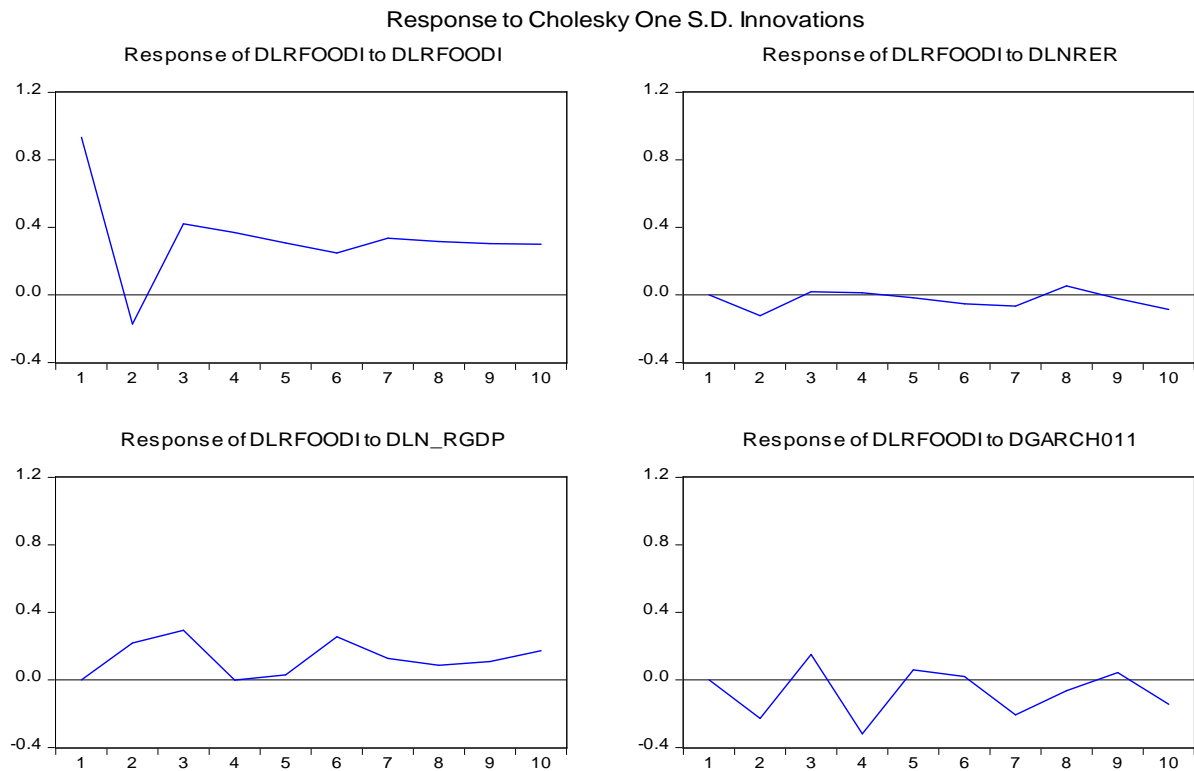 Response to Cholesky One S.D. Innovations
Response of DLRFOODI to DLRFOODI
1.2
0.8
0.4
0.0
-0.4
1 2 3 4 5 6 7 8 9 10
Response of DLRFOODI to DLNRER
1.2
0.8
0.4
0.0
-0.4
1 2 3 4 5 6 7 8 9 10
Response of DLRFOODI to DLN_RGDP
1.2
0.8
0.4
0.0
-0.4
1 2 3 4 5 6 7 8 9 10
Response of DLRFOODI to DGARCH011
1.2
0.8
0.4
0.0
-0.4
1 2 3 4 5 6 7 8 9 10